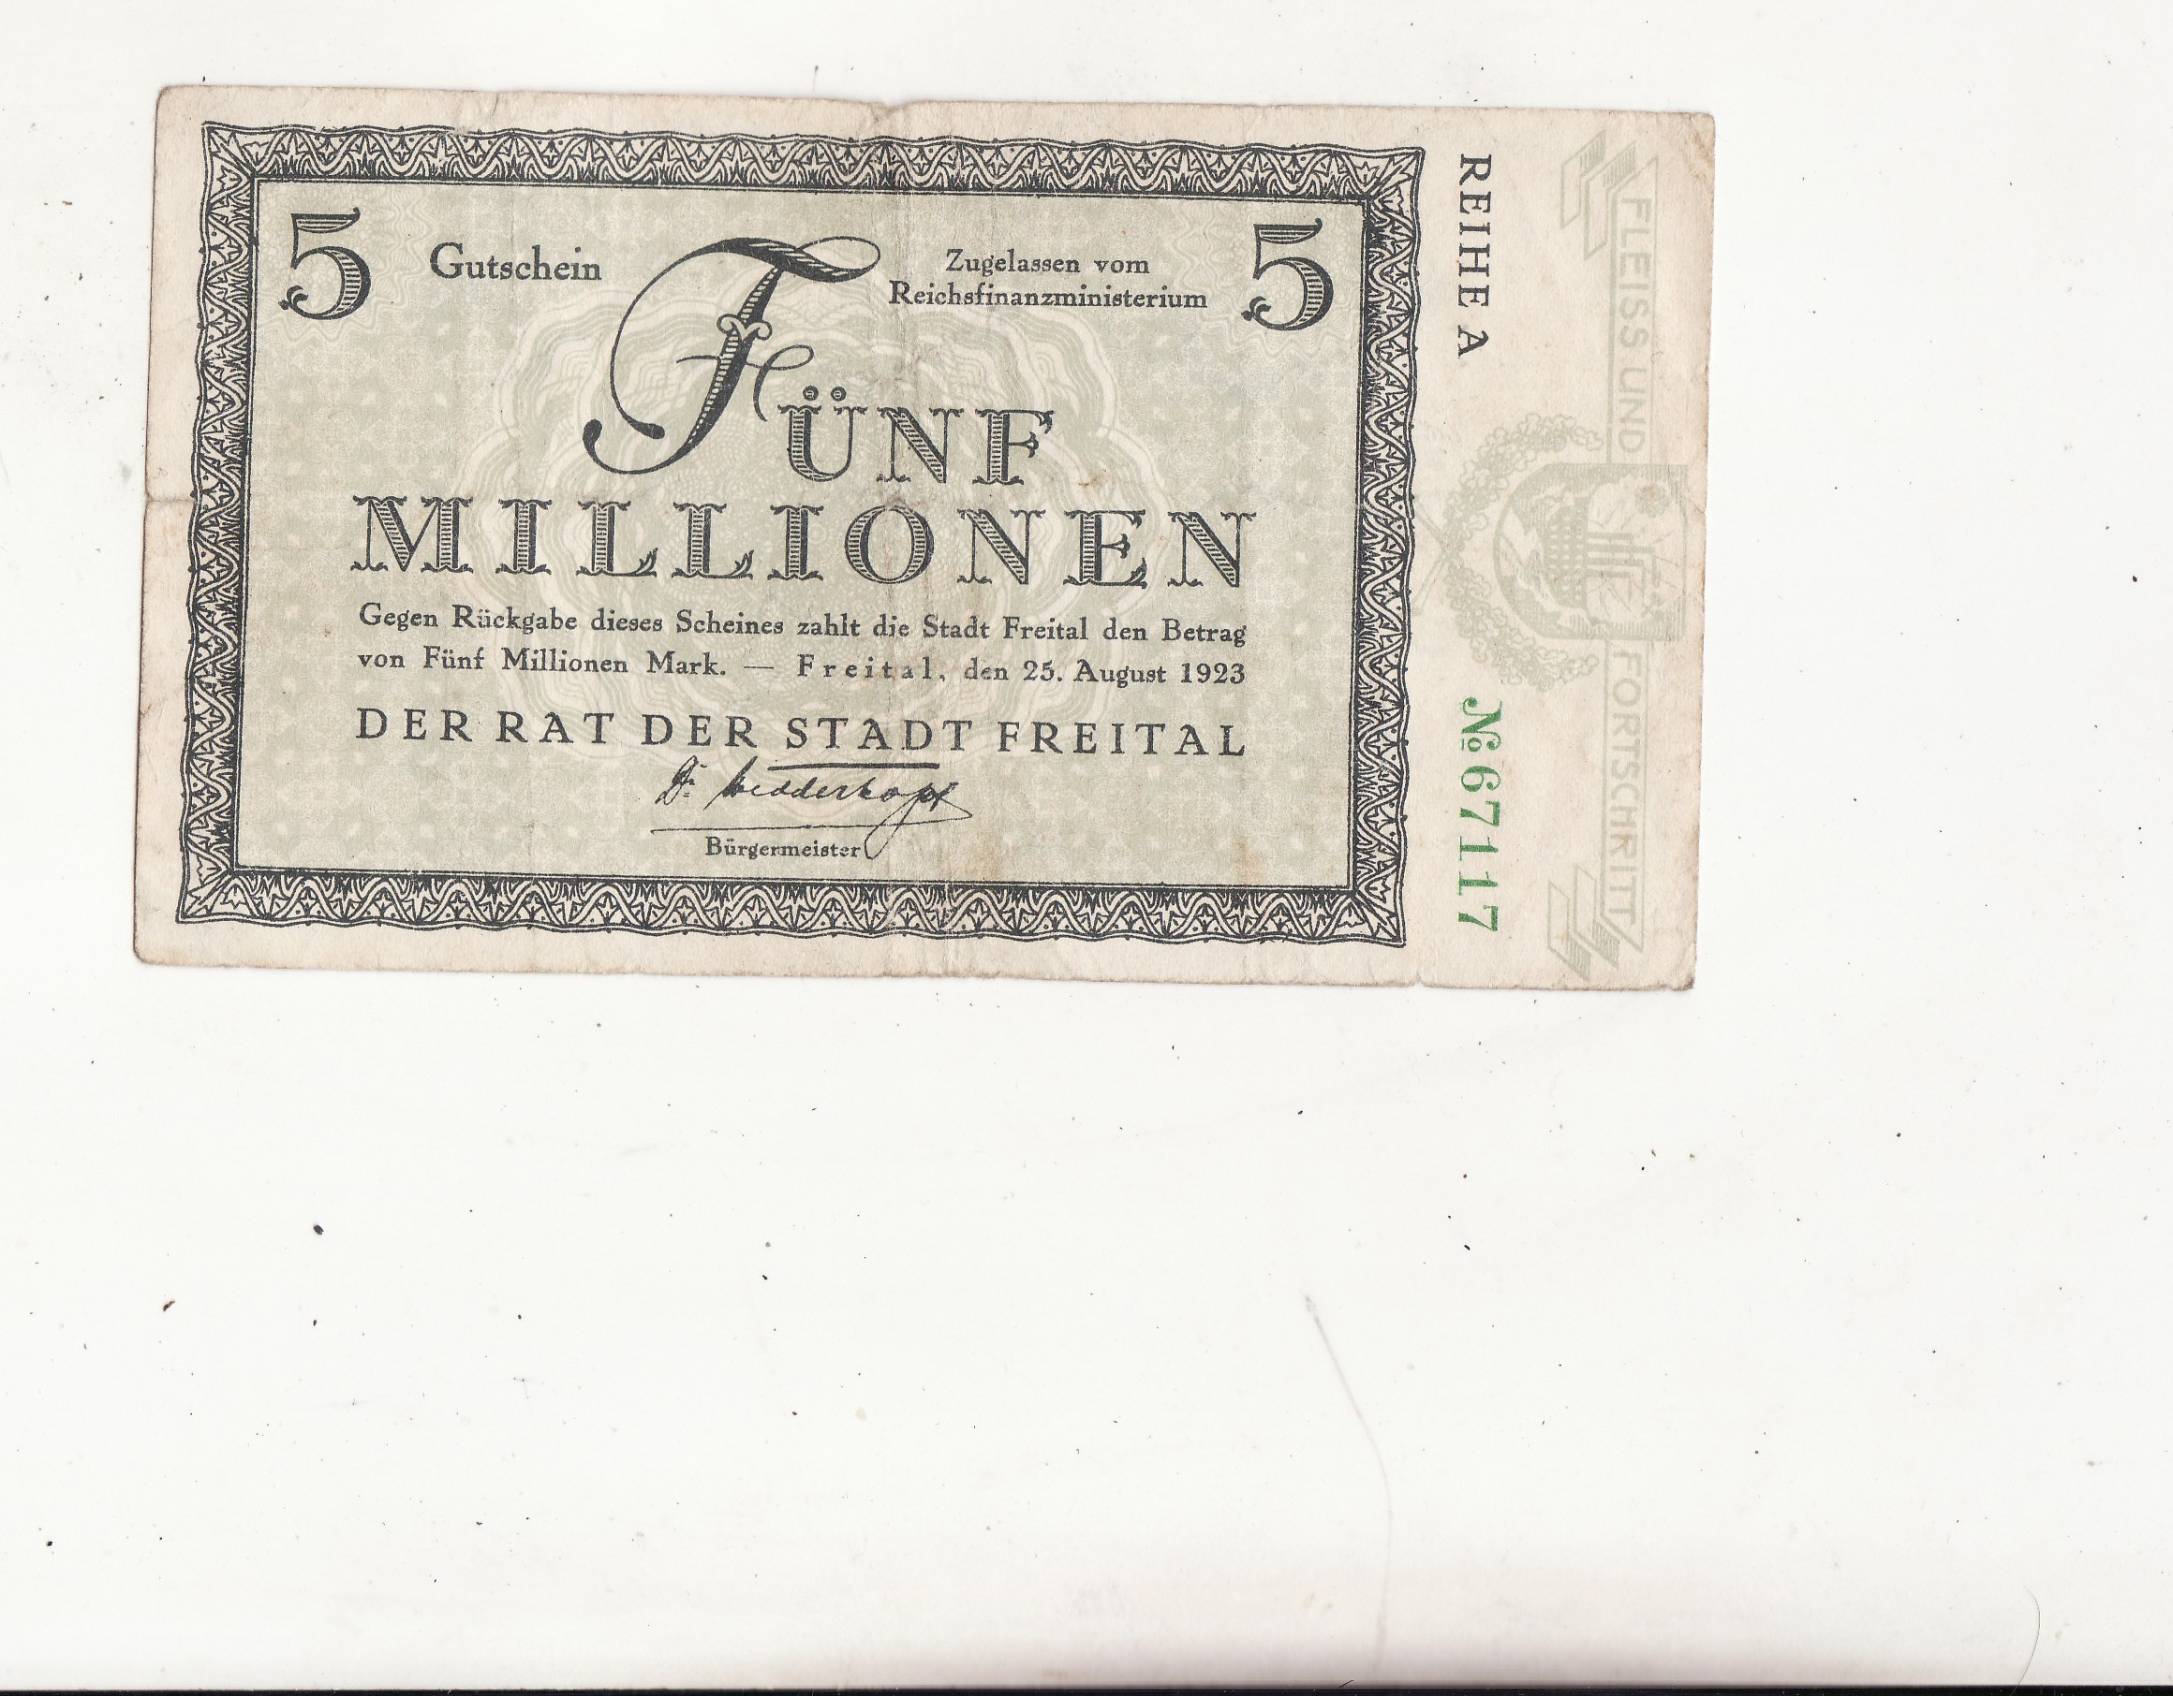 5
Gutschein
Zugelassen vom
Reichsfinanzministerium
5
FÜNF
MILLIONEN
Gegen Rückgabe dieses Scheines zahlt die Stadt Freital den Betrag
von Fünf Millionen Mark. — Freital, den 25. August 1923
DER RAT DER STADT FREITAL
Dr. Wedderkopf
Bürgermeister
REIHE A
№ 67117
FLEISS UND FORTSCHRITT